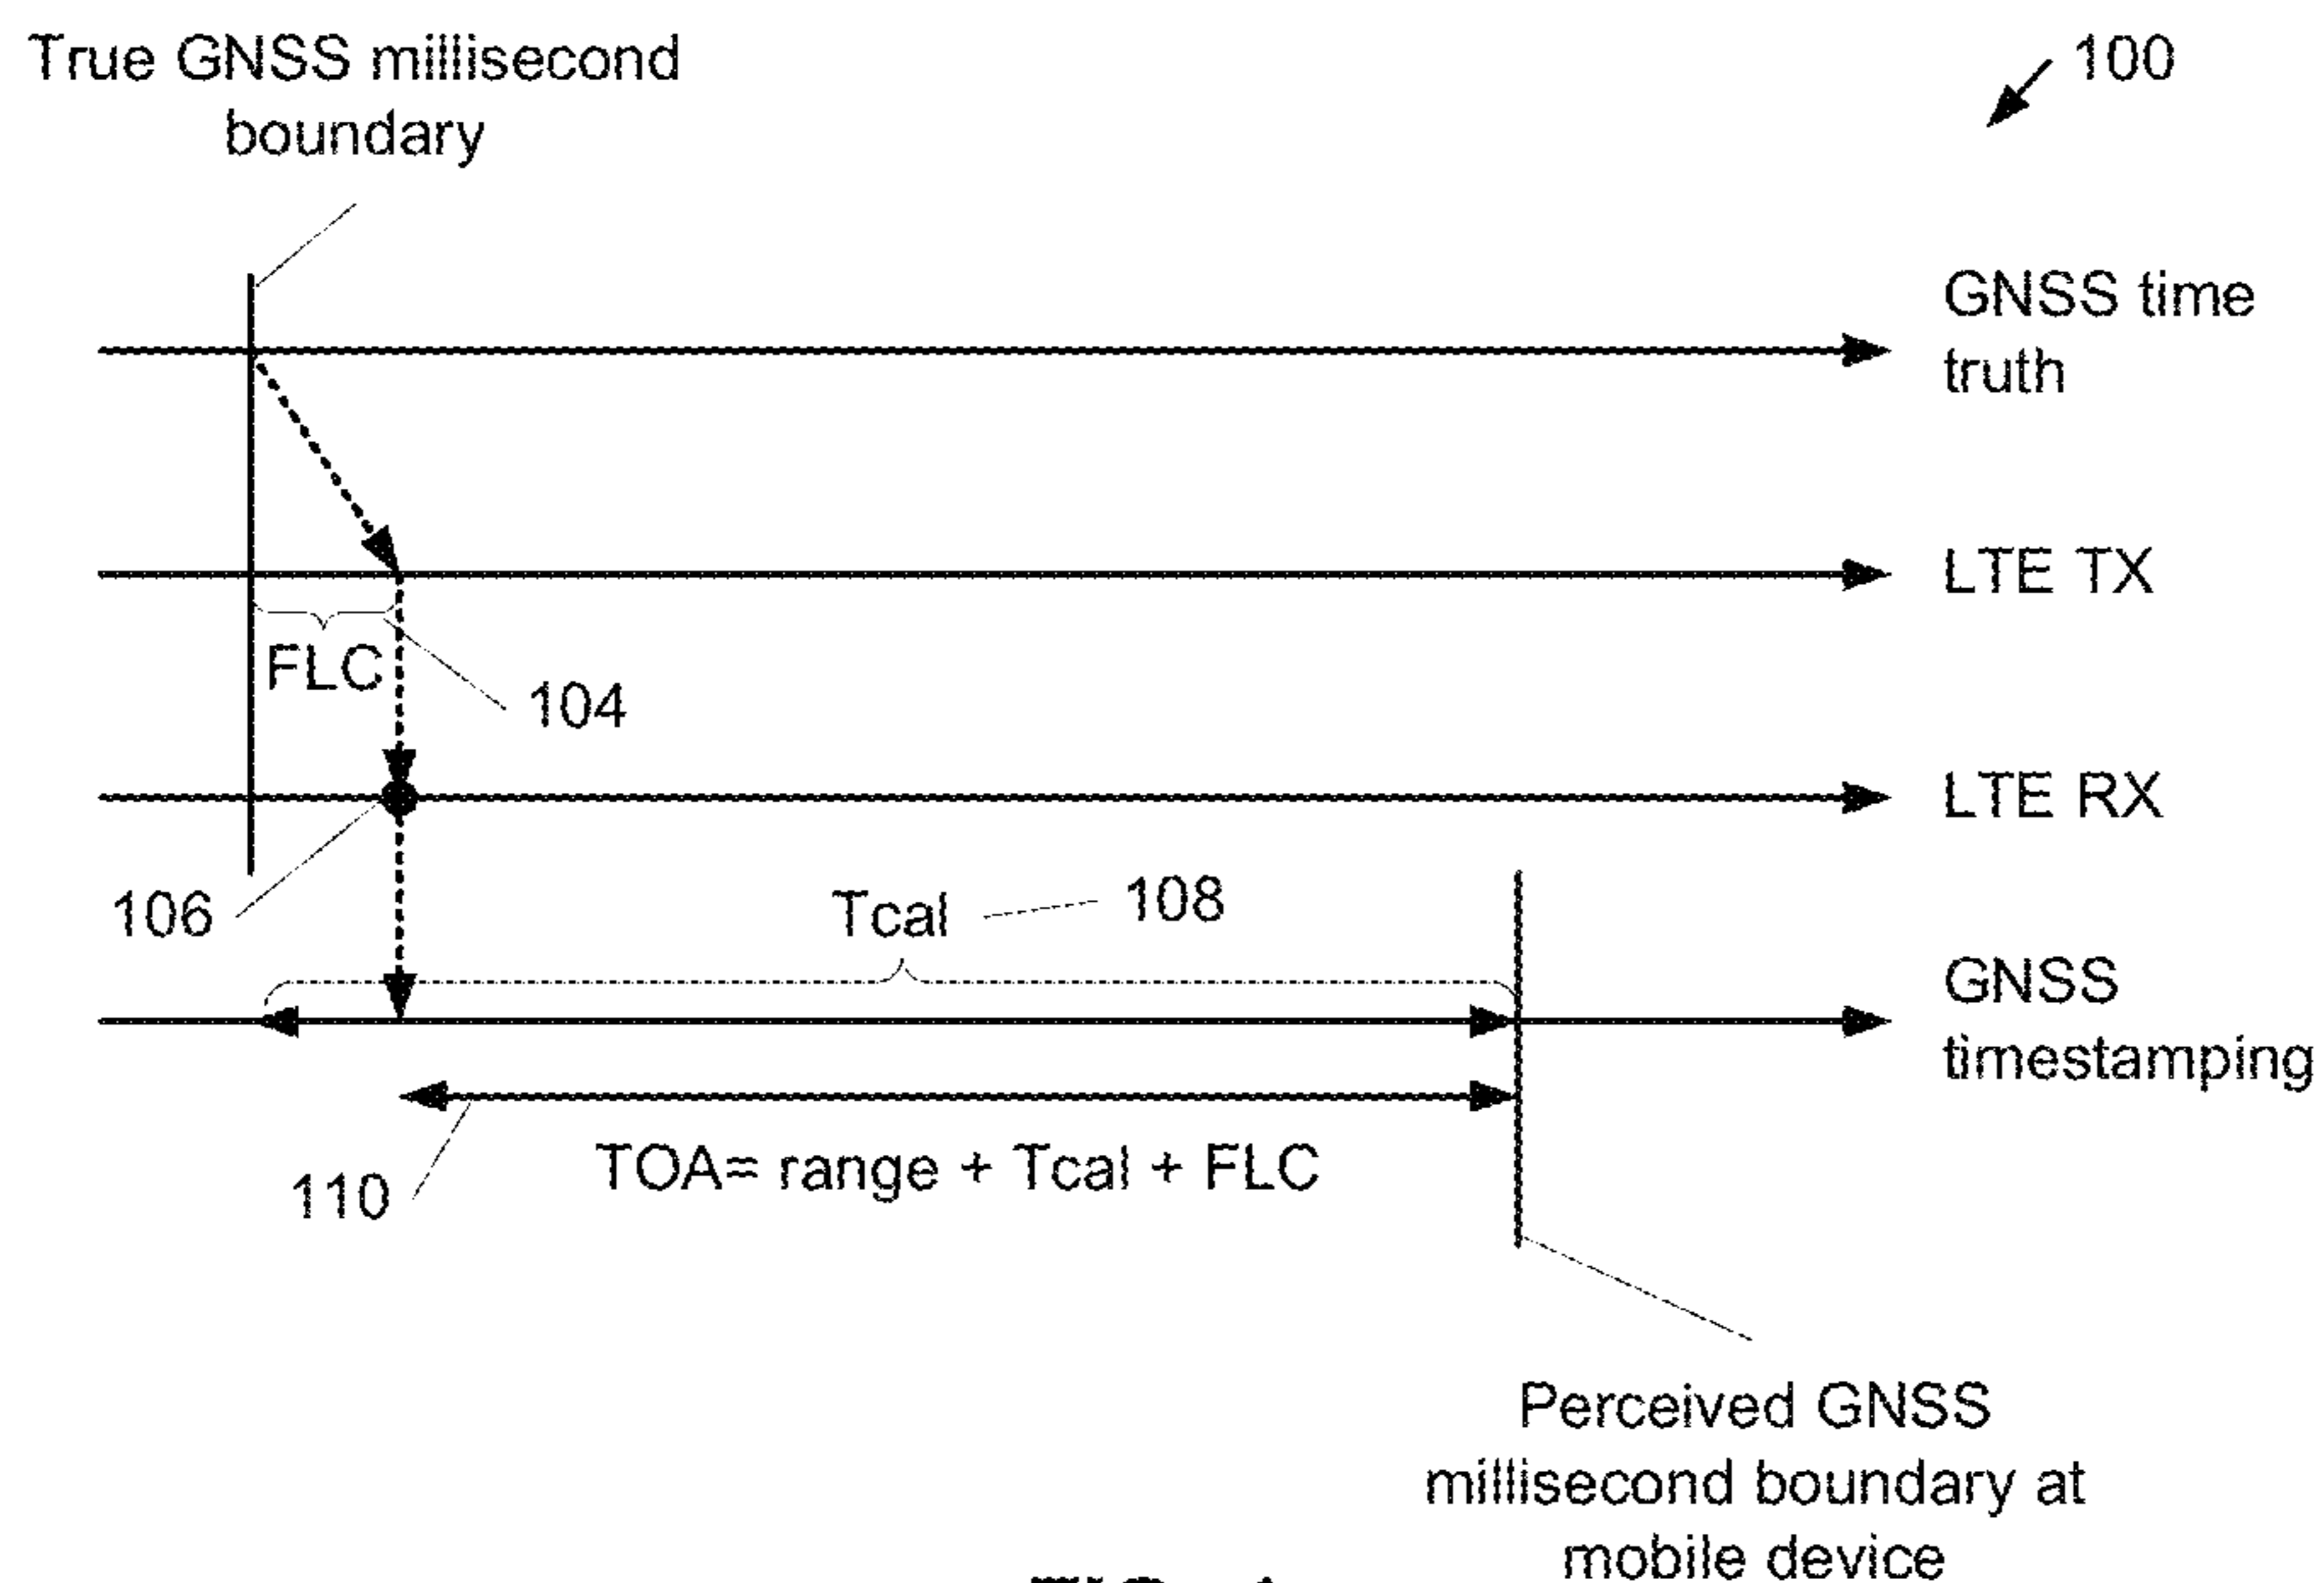 True GNSS millisecond
boundary
100
GNSS time
truth
LTE TX
FLC
104
LTE RX
106
Tcal
108
GNSS
timestamping
110
TOA= range + Tcal + FLC
Perceived GNSS
millisecond boundary at
mobile device